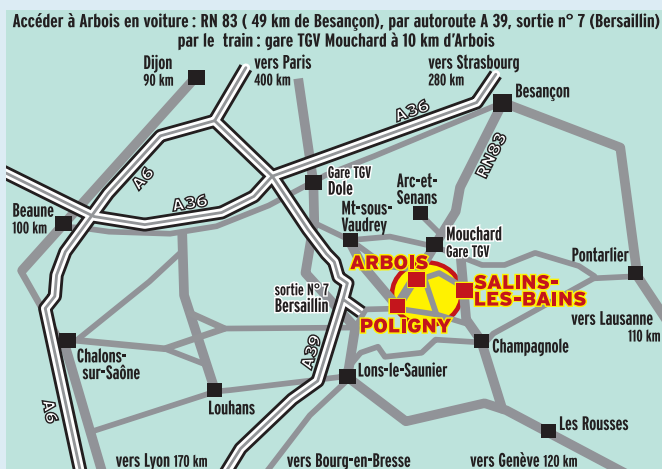 Accéder à Arbois en voiture : RN 83 ( 49 km de Besançon), par autoroute A 39, sortie n° 7 (Bersaillin)
par le train : gare TGV Mouchard à 10 km d'Arbois
Dijon
90 km
vers Paris
400 km
vers Strasbourg
280 km
Besançon
A36
A6
RN83
Gare TGV
Dole
Arc-et-
Senans
A36
Beaune
100 km
Mt-sous-
Vaudrey
Mouchard
Gare TGV
Pontarlier
ARBOIS
SALINS-
LES-BAINS
sortie N° 7
Bersaillin
POLIGNY
vers Lausanne
110 km
Chalons-
sur-Saône
A39
Champagnole
Lons-le-Saunier
A6
Louhans
Les Rousses
vers Lyon 170 km
vers Bourg-en-Bresse
vers Genève 120 km